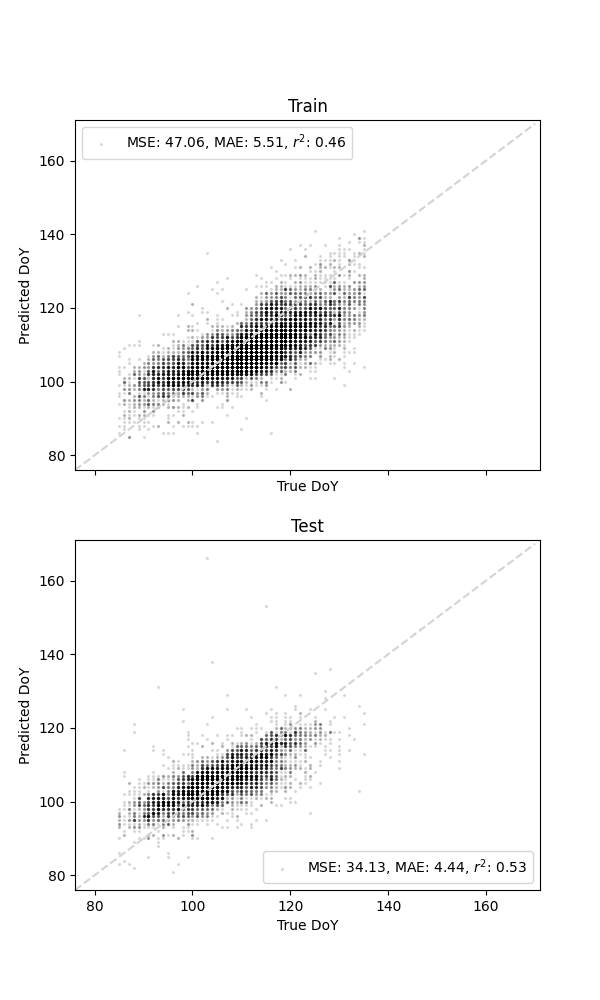 Train
MSE: 47.06, MAE: 5.51, r²: 0.46
160
140
120
100
80
Predicted DoY
True DoY
Test
160
140
120
100
80
Predicted DoY
MSE: 34.13, MAE: 4.44, r²: 0.53
80 100 120 140 160
True DoY